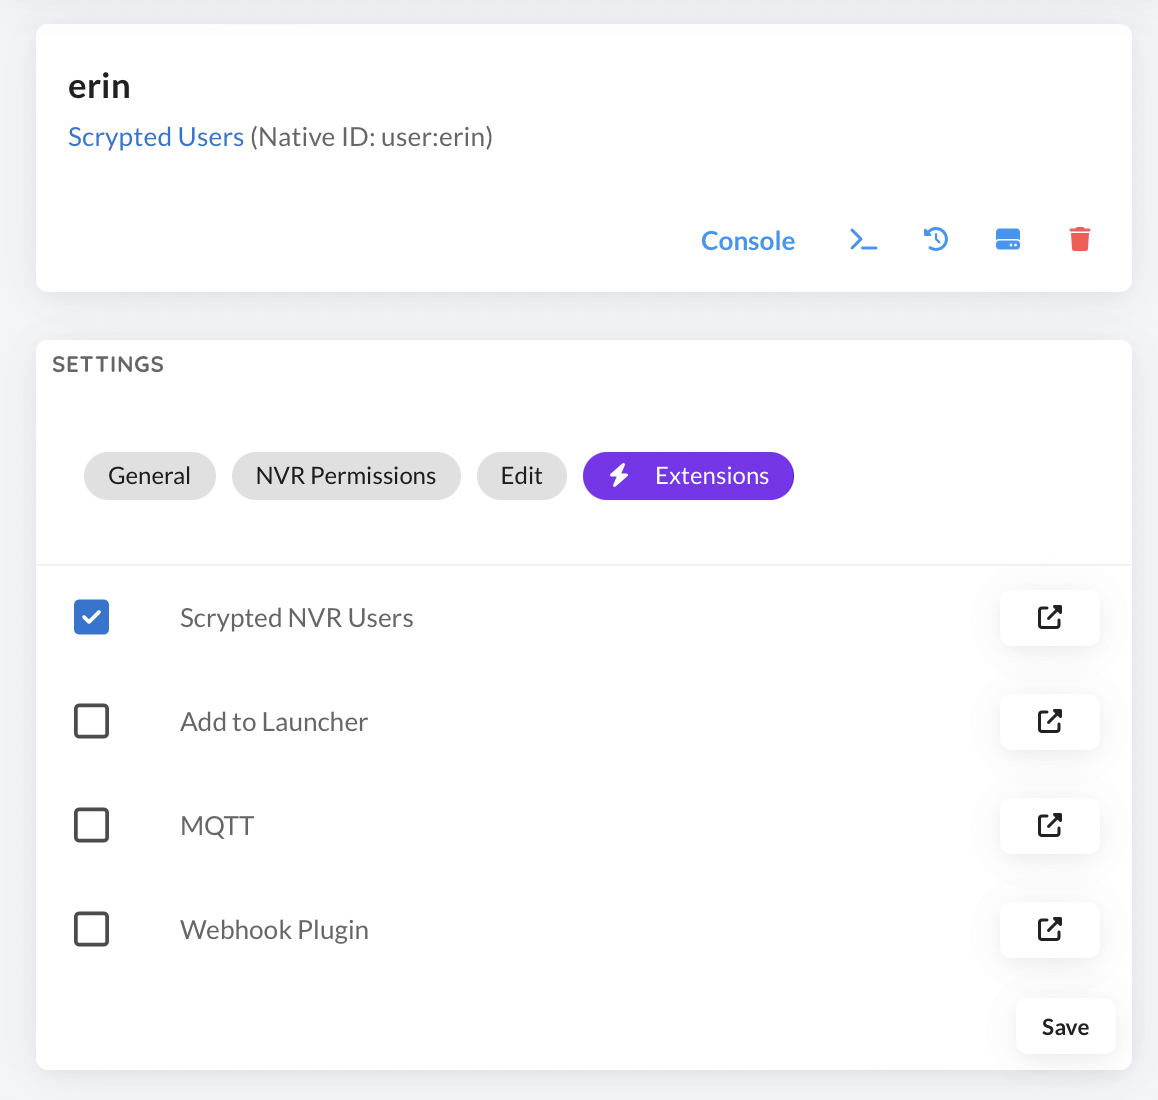 erin
Scrypted Users (Native ID: user:erin)
Console
SETTINGS
General NVR Permissions Edit Extensions
Scrypted NVR Users
Add to Launcher
MQTT
Webhook Plugin
Save